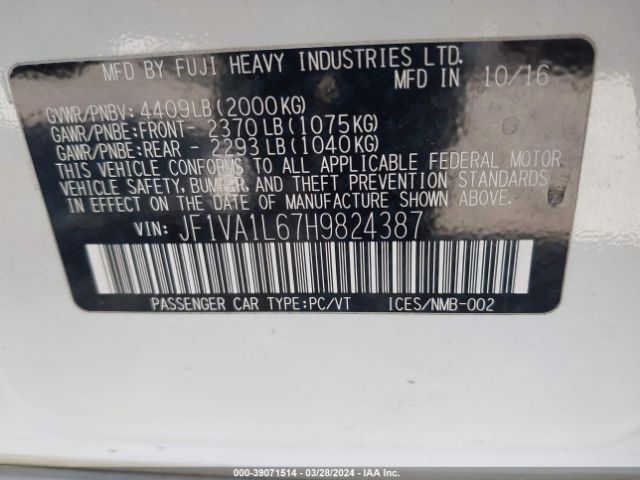 MFD BY FUJI HEAVY INDUSTRIES LTD.
MFD IN 10/16
GVWR/PNBV: 4409LB(2000KG)
GAWR/PNBE:FRONT- 2370 LB(1075KG)
GAWR/PNBE:REAR - 2293 LB(1040KG)
THIS VEHICLE CONFORMS TO ALL APPLICABLE FEDERAL MOTOR
VEHICLE SAFETY, BUMPER, AND THEFT PREVENTION STANDARDS
IN EFFECT ON THE DATE OF MANUFACTURE SHOWN ABOVE.
VIN: JF1VA1L67H9824387
PASSENGER CAR TYPE:PC/VT ICES/NMB-002
000-39071514 | 03/28/2024 | IAA Inc.